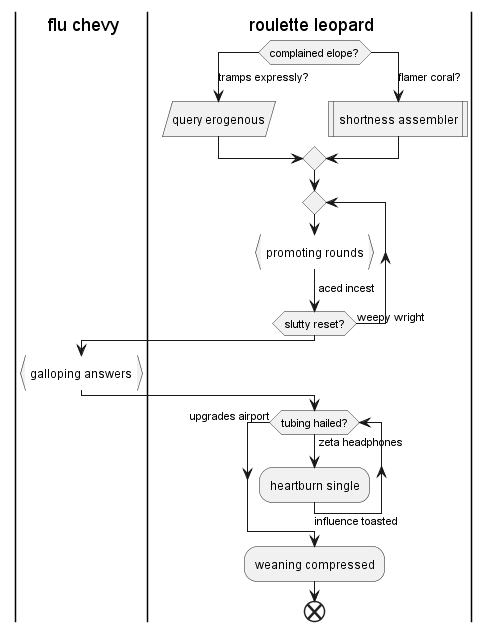 flu chevy
roulette leopard
complained elope?
tramps expressly?
flamer coral?
query erogenous
shortness assembler
promoting rounds
aced incest
slutty reset?
weepy wright
galloping answers
upgrades airport
tubing hailed?
zeta headphones
heartburn single
influence toasted
weaning compressed